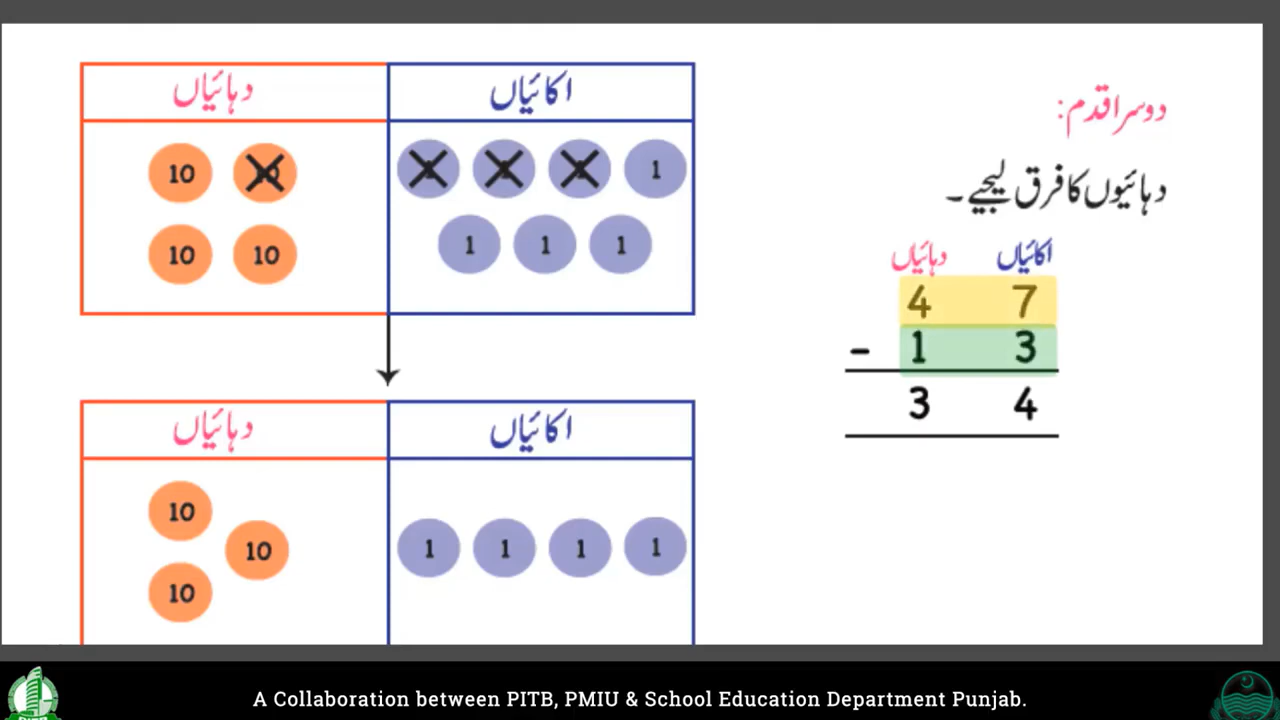 دہائیاں اکائیاں
10 1
10 10 1 1 1
دہائیاں اکائیاں
10 10 1 1 1 1
10
دوسرا قدم:
دہائیوں کا فرق لیجیے۔
دہائیاں اکائیاں
4 7
- 1 3
3 4
A Collaboration between PITB, PMIU & School Education Department Punjab.